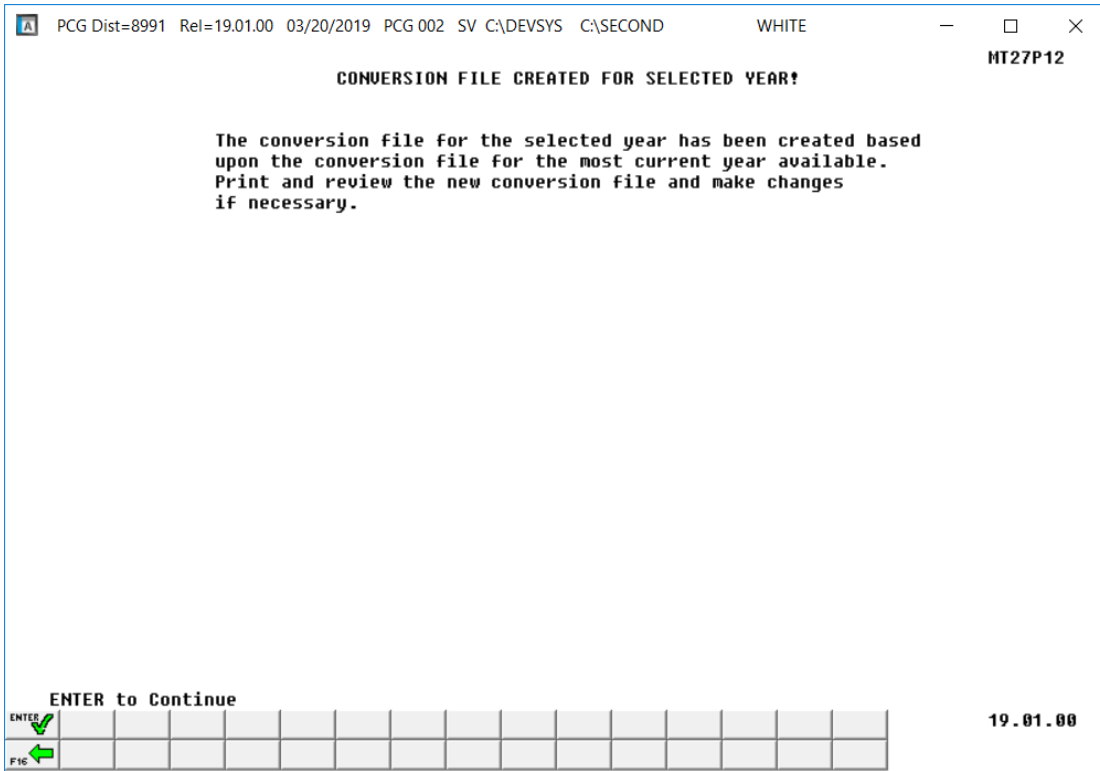 A PCG Dist=8991 Rel=19.01.00 03/20/2019 PCG 002 SV C:\DEVSYS C:\SECOND WHITE
MT27P12
CONVERSION FILE CREATED FOR SELECTED YEAR!
The conversion file for the selected year has been created based
upon the conversion file for the most current year available.
Print and review the new conversion file and make changes
if necessary.
ENTER to Continue
ENTER
19.01.00
F16